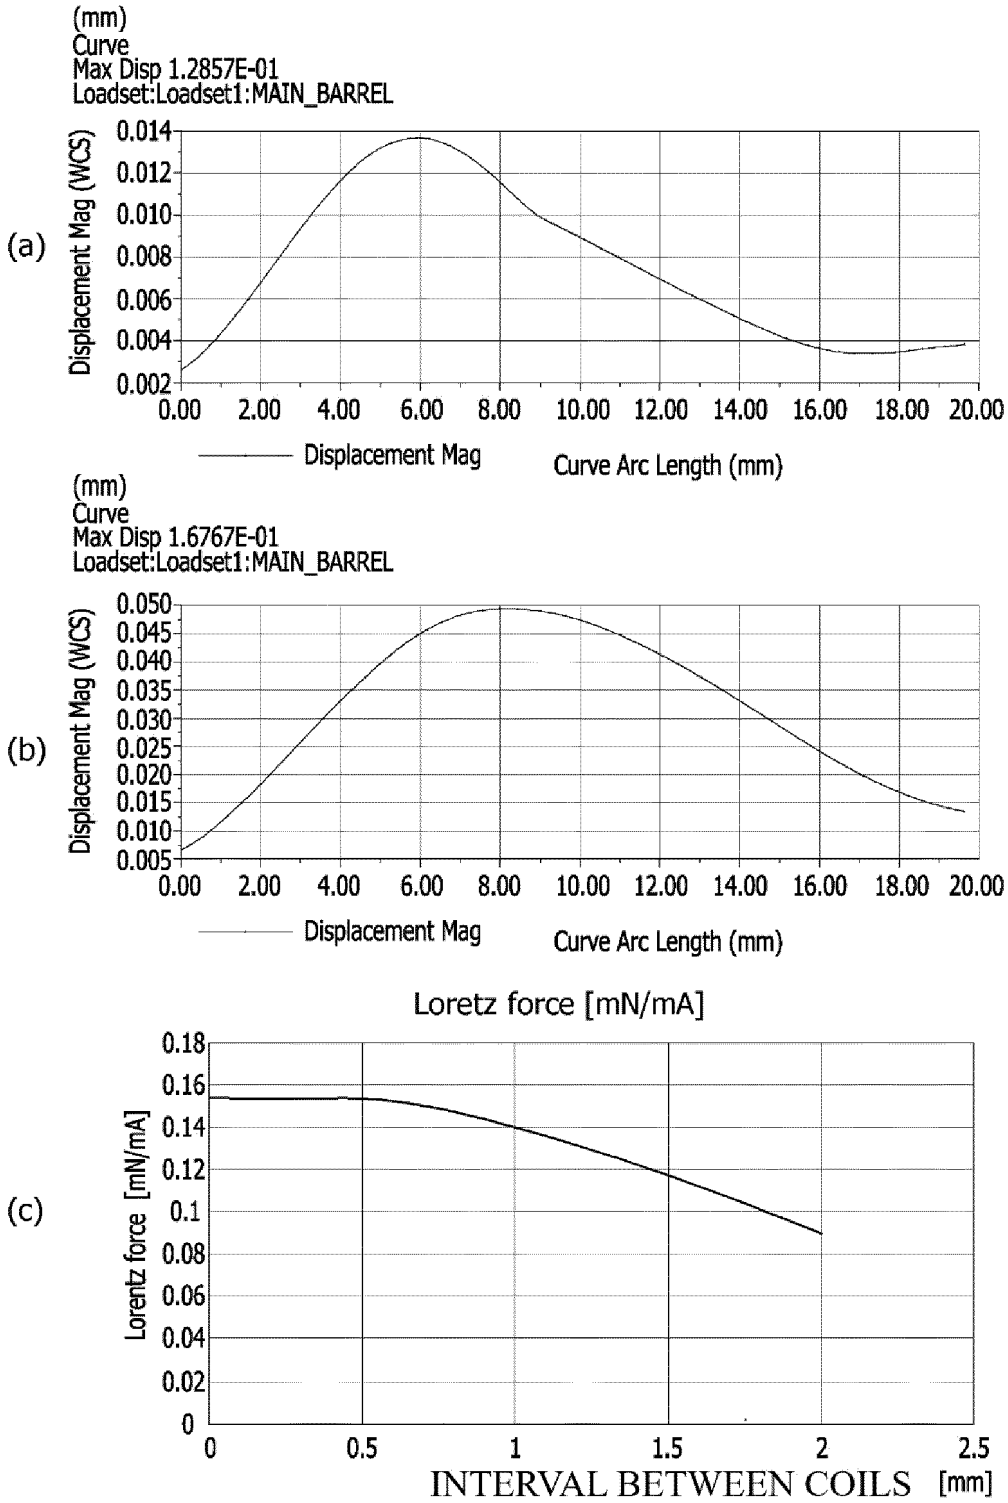 (mm)
Curve
Max Disp 1.2857E-01
Loadset:Loadset1:MAIN_BARREL
(a)
Displacement Mag (WCS)
0.014
0.012
0.010
0.008
0.006
0.004
0.002
0.00 2.00 4.00 6.00 8.00 10.00 12.00 14.00 16.00 18.00 20.00
Displacement Mag
Curve Arc Length (mm)
(mm)
Curve
Max Disp 1.6767E-01
Loadset:Loadset1:MAIN_BARREL
(b)
Displacement Mag (WCS)
0.050
0.045
0.040
0.035
0.030
0.025
0.020
0.015
0.010
0.005
0.00 2.00 4.00 6.00 8.00 10.00 12.00 14.00 16.00 18.00 20.00
Displacement Mag
Curve Arc Length (mm)
Loretz force [mN/mA]
(c)
Lorentz force [mN/mA]
0.18
0.16
0.14
0.12
0.1
0.08
0.06
0.04
0.02
0
0 0.5 1 1.5 2 2.5
INTERVAL BETWEEN COILS [mm]